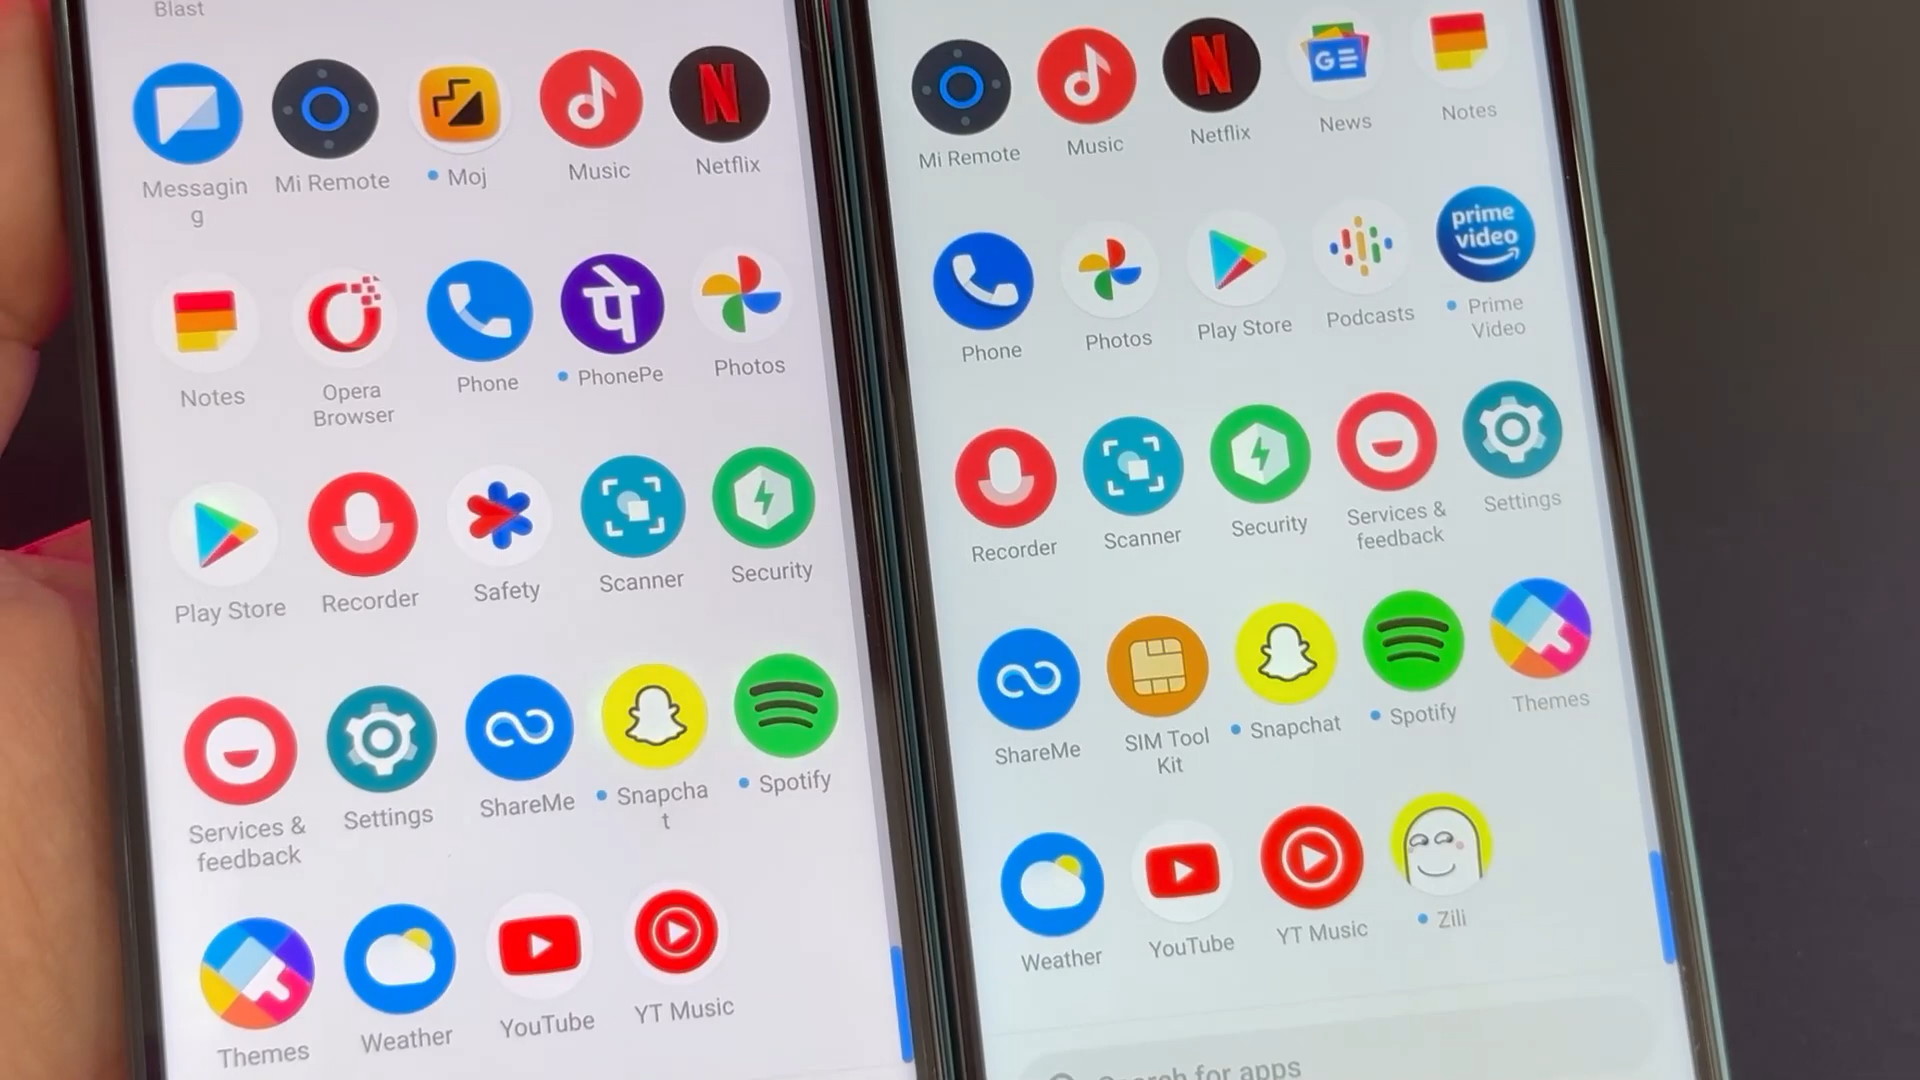 Blast
Messagin
g
Mi Remote
Moj
Music
N
Netflix
Notes
Opera
Browser
Phone
पे
PhonePe
Photos
Play Store
Recorder
Safety
Scanner
Security
Services &
feedback
Settings
ShareMe
Snapcha
t
Spotify
Themes
Weather
YouTube
YT Music
Mi Remote
Music
N
Netflix
G
News
Notes
Phone
Photos
Play Store
Podcasts
prime
video
Prime
Video
Recorder
Scanner
Security
Services &
feedback
Settings
ShareMe
SIM Tool
Kit
Snapchat
Spotify
Themes
Weather
YouTube
YT Music
Zili
Search for apps